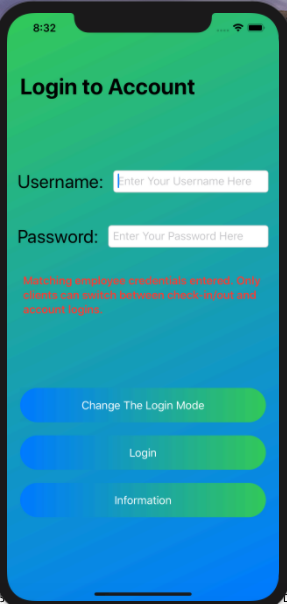 8:32
Login to Account
Username: Enter Your Username Here
Password: Enter Your Password Here
Matching employee credentials entered. Only
clients can switch between check-in/out and
account logins.
Change The Login Mode
Login
Information